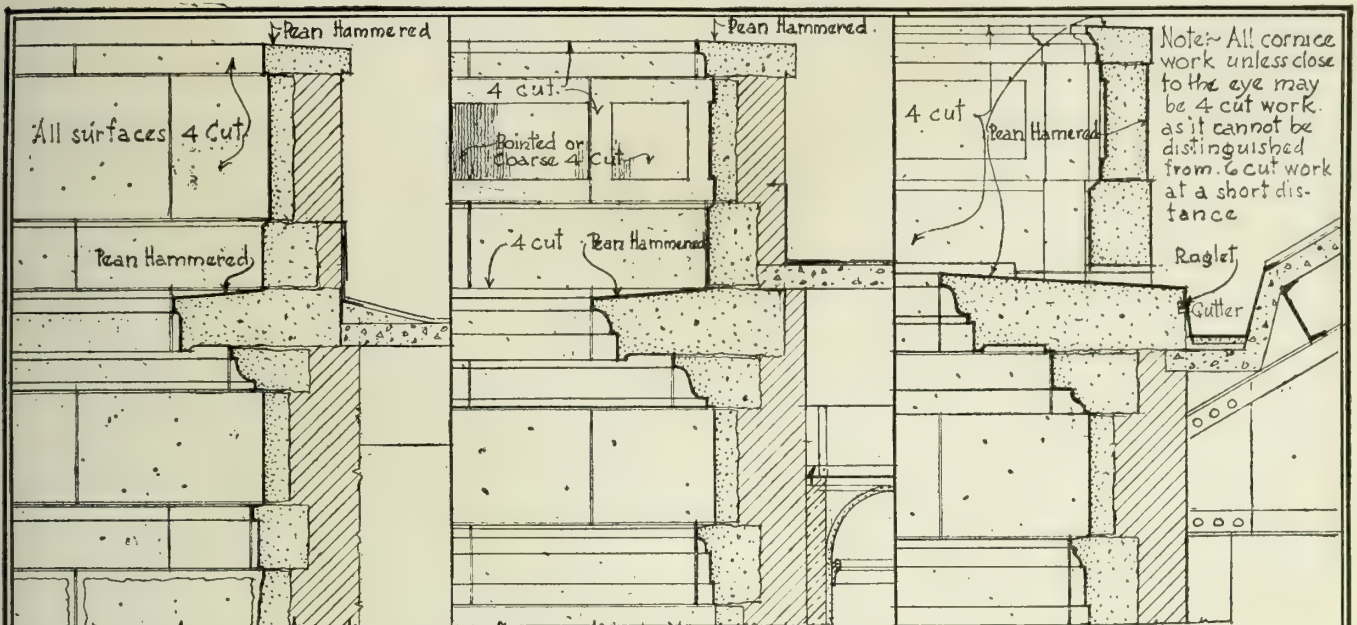 Pean Hammered
All surfaces 4 Cut
Pean Hammered
Pean Hammered.
4 cut.
Pointed or
Coarse 4 Cut
4 cut
Pean Hammered
4 cut
Pean Hamered
Note~ All cornice
work unless close
to the eye may
be 4 cut work.
as it cannot be
distinguished
from 6 cut work
at a short dis-
tance
Raglet
Gutter